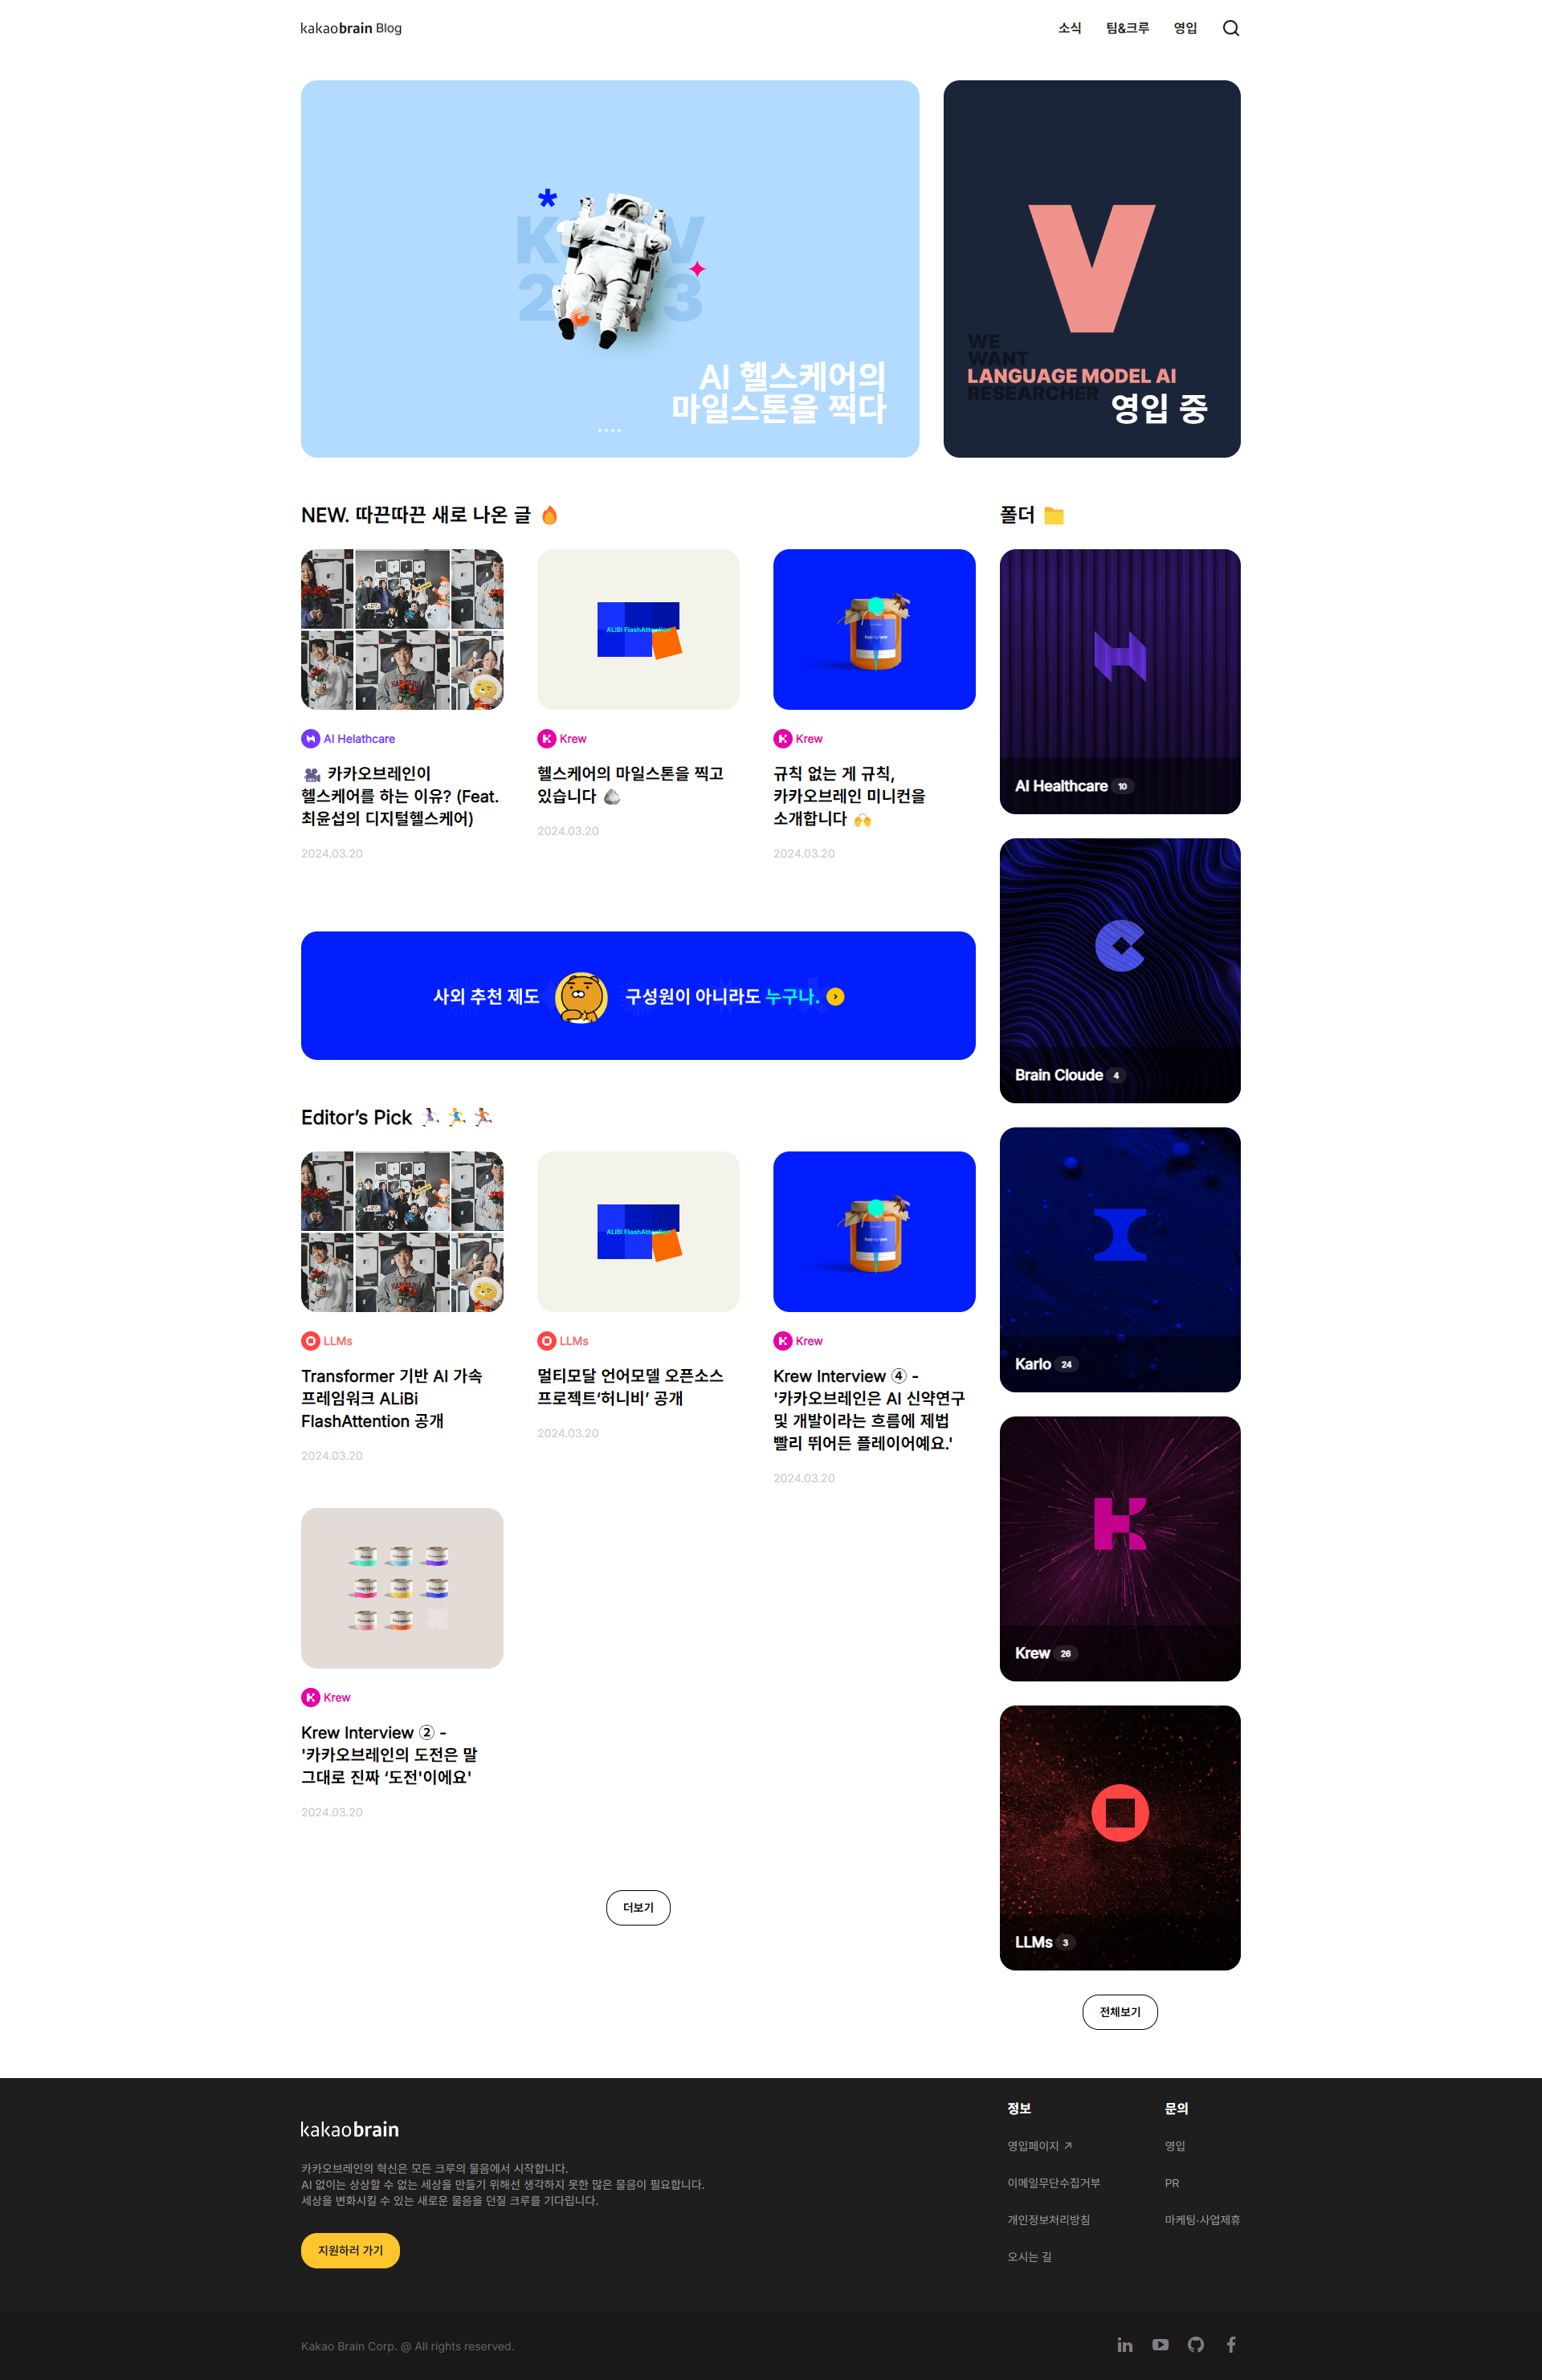 kakaobrain Blog
소식
팀&크루
영입
AI 헬스케어의
마일스톤을 찍다
WE
WANT
LANGUAGE MODEL AI
RESEARCHER
영입 중
NEW. 따끈따끈 새로 나온 글
ALiBi FlashAttention
AI Helathcare
카카오브레인이
헬스케어를 하는 이유? (Feat.
최윤섭의 디지털헬스케어)
2024.03.20
Krew
헬스케어의 마일스톤을 찍고
있습니다
2024.03.20
Krew
규칙 없는 게 규칙,
카카오브레인 미니컨을
소개합니다
2024.03.20
사외 추천 제도
구성원이 아니라도 누구나.
Editor’s Pick
ALiBi FlashAttention
LLMs
Transformer 기반 AI 가속
프레임워크 ALiBi
FlashAttention 공개
2024.03.20
LLMs
멀티모달 언어모델 오픈소스
프로젝트‘허니비’ 공개
2024.03.20
Krew
Krew Interview ④ -
'카카오브레인은 AI 신약연구
및 개발이라는 흐름에 제법
빨리 뛰어든 플레이어예요.'
2024.03.20
Krew
Krew Interview ② -
'카카오브레인의 도전은 말
그대로 진짜 ‘도전'이에요'
2024.03.20
더보기
폴더
AI Healthcare 10
Brain Cloude 4
Karlo 24
Krew 26
LLMs 3
전체보기
kakaobrain
카카오브레인의 혁신은 모든 크루의 물음에서 시작합니다.
AI 없이는 상상할 수 없는 세상을 만들기 위해선 생각하지 못한 많은 물음이 필요합니다.
세상을 변화시킬 수 있는 새로운 물음을 던질 크루를 기다립니다.
지원하러 가기
정보
영입페이지 ↗
이메일무단수집거부
개인정보처리방침
오시는 길
문의
영입
PR
마케팅·사업제휴
Kakao Brain Corp. @ All rights reserved.